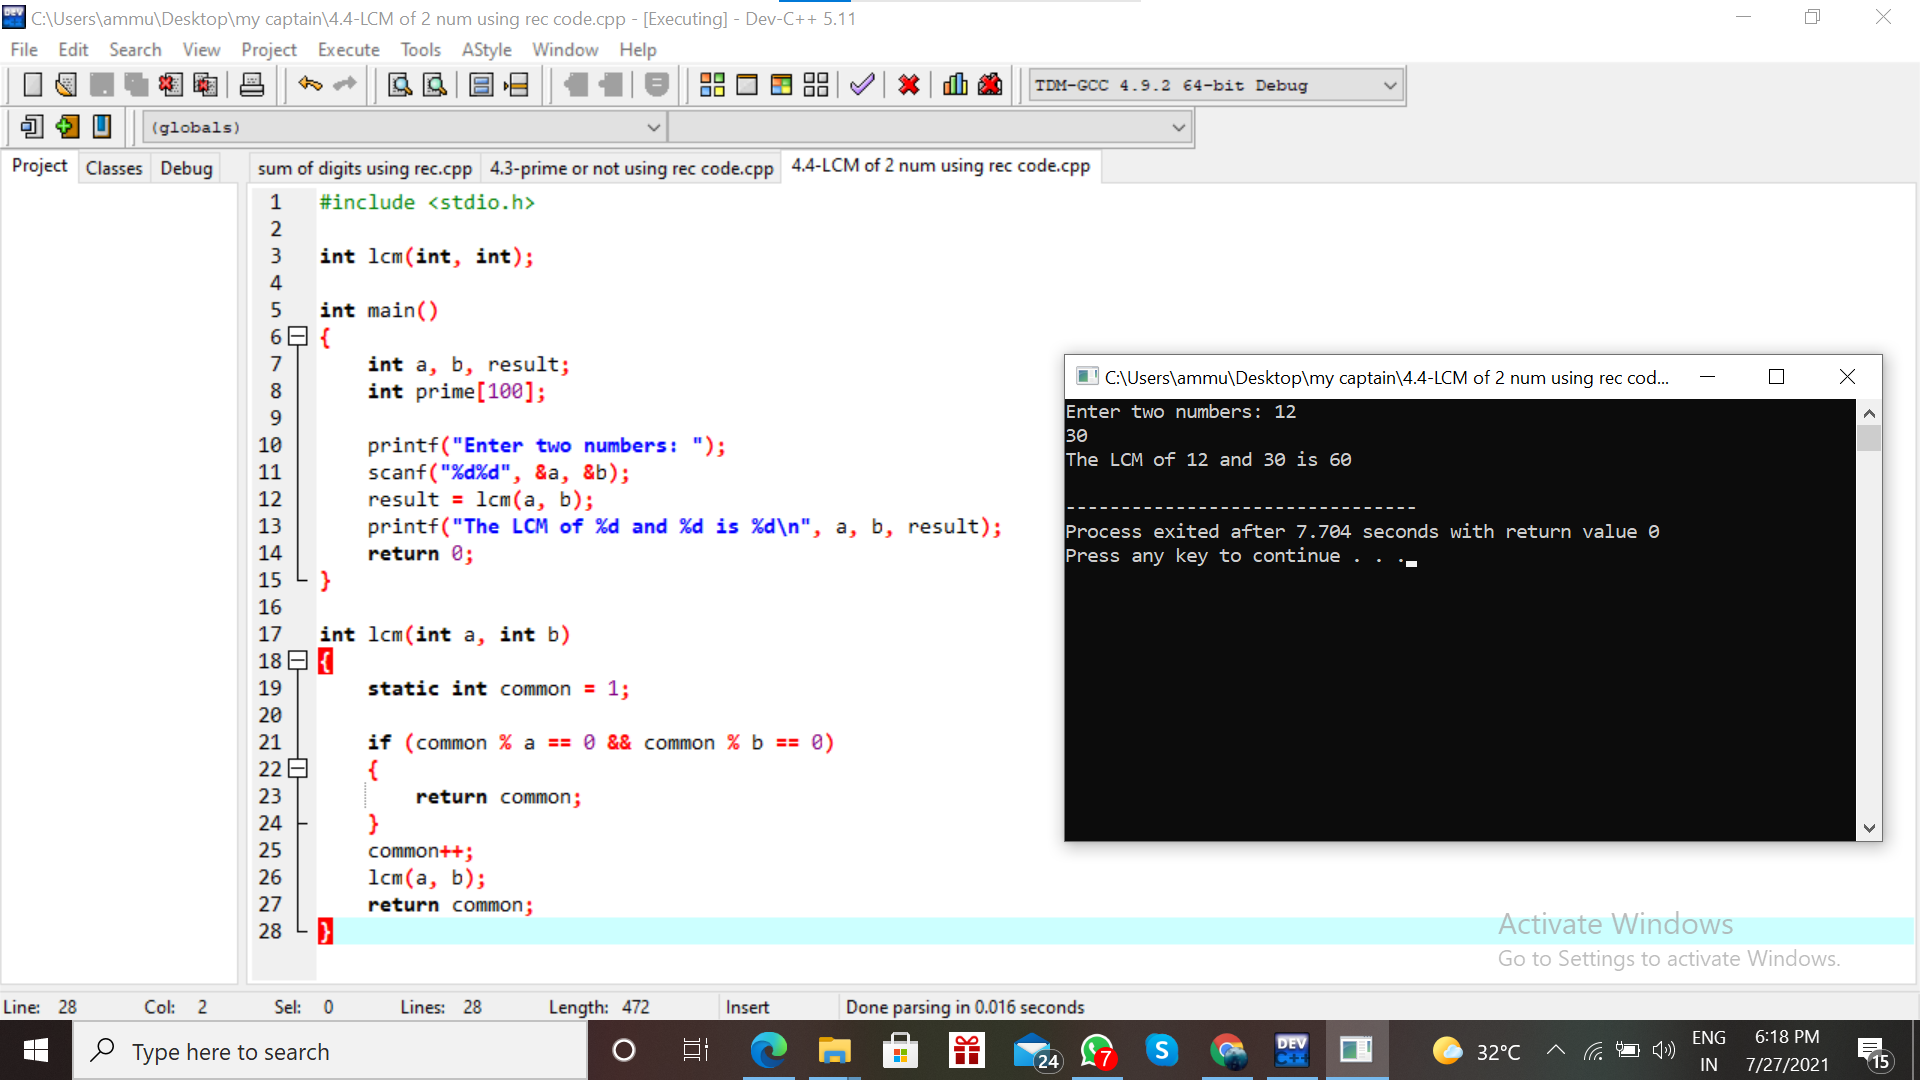 C:\Users\ammu\Desktop\my captain\4.4-LCM of 2 num using rec code.cpp - [Executing] - Dev-C++ 5.11
File Edit Search View Project Execute Tools AStyle Window Help
TDM-GCC 4.9.2 64-bit Debug
(globals)
Project Classes Debug
sum of digits using rec.cpp 4.3-prime or not using rec code.cpp 4.4-LCM of 2 num using rec code.cpp
1 #include <stdio.h>
2
3 int lcm(int, int);
4
5 int main()
6 {
7 int a, b, result;
8 int prime[100];
9
10 printf("Enter two numbers: ");
11 scanf("%d%d", &a, &b);
12 result = lcm(a, b);
13 printf("The LCM of %d and %d is %d\n", a, b, result);
14 return 0;
15 }
16
17 int lcm(int a, int b)
18 {
19 static int common = 1;
20
21 if (common % a == 0 && common % b == 0)
22 {
23 return common;
24 }
25 common++;
26 lcm(a, b);
27 return common;
28 }
C:\Users\ammu\Desktop\my captain\4.4-LCM of 2 num using rec cod...
Enter two numbers: 12
30
The LCM of 12 and 30 is 60
--------------------------------
Process exited after 7.704 seconds with return value 0
Press any key to continue . . .
Activate Windows
Go to Settings to activate Windows.
Line: 28 Col: 2 Sel: 0 Lines: 28 Length: 472 Insert Done parsing in 0.016 seconds
Type here to search
24
7
S
DEV
C++
32°C
ENG
IN
6:18 PM
7/27/2021
15